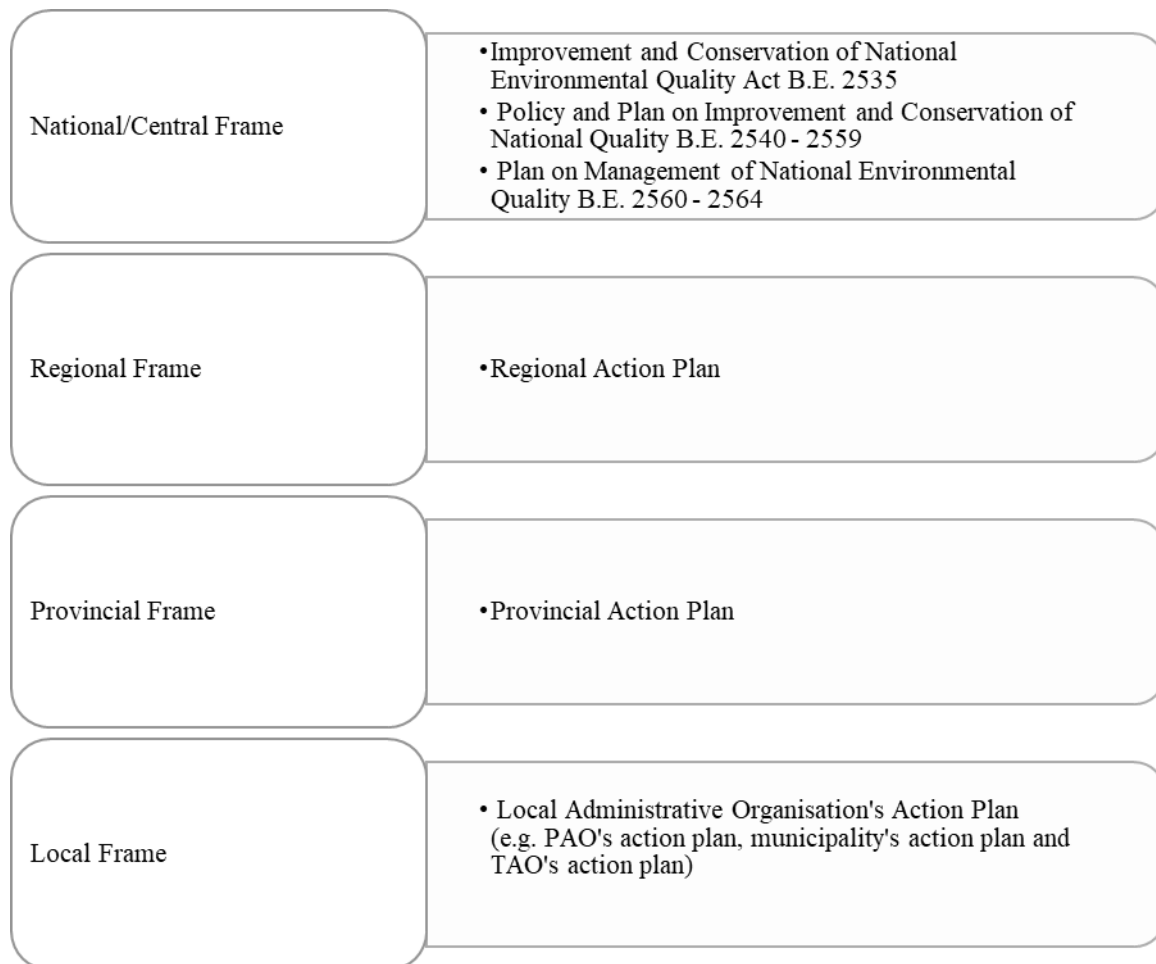 National/Central Frame
•Improvement and Conservation of National
Environmental Quality Act B.E. 2535
• Policy and Plan on Improvement and Conservation of
National Quality B.E. 2540 - 2559
• Plan on Management of National Environmental
Quality B.E. 2560 - 2564
Regional Frame
•Regional Action Plan
Provincial Frame
•Provincial Action Plan
Local Frame
• Local Administrative Organisation's Action Plan
(e.g. PAO's action plan, municipality's action plan and
TAO's action plan)